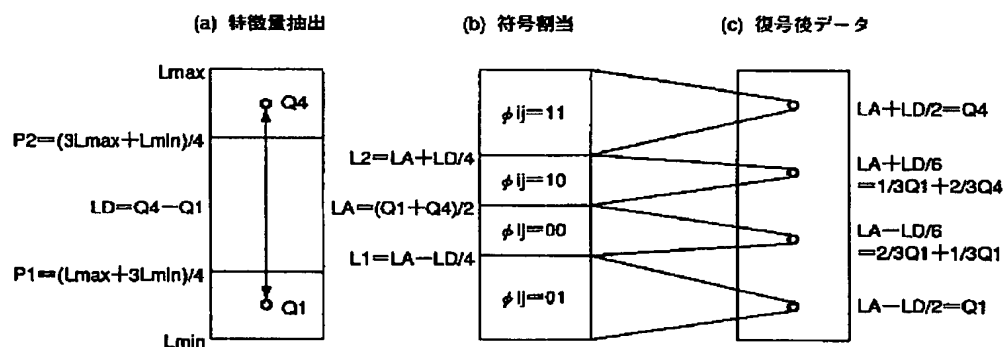 (a) 特徴量抽出
Lmax
Q4
P2=(3Lmax+Lmin)/4
LD=Q4-Q1
P1=(Lmax+3Lmin)/4
Q1
Lmin
(b) 符号割当
φij=11
L2=LA+LD/4
φij=10
LA=(Q1+Q4)/2
φij=00
L1=LA-LD/4
φij=01
(c) 復号後データ
LA+LD/2=Q4
LA+LD/6
=1/3Q1+2/3Q4
LA-LD/6
=2/3Q1+1/3Q1
LA-LD/2=Q1